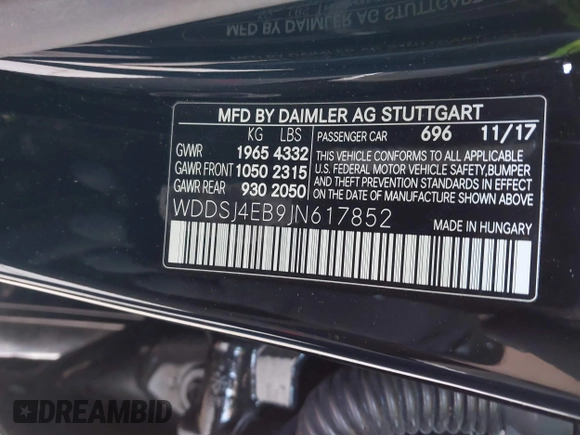 MFD BY DAIMLER AG STUTTGART
KG LBS
GVWR 1965 4332
GAWR FRONT 1050 2315
GAWR REAR 930 2050
PASSENGER CAR 696 11/17
THIS VEHICLE CONFORMS TO ALL APPLICABLE
U.S. FEDERAL MOTOR VEHICLE SAFETY, BUMPER,
AND THEFT PREVENTION STANDARDS IN
EFFECT ON THE DATE OF MANUFACTURE SHOWN ABOVE
WDDSJ4EB9JN617852
MADE IN HUNGARY
DREAMBID